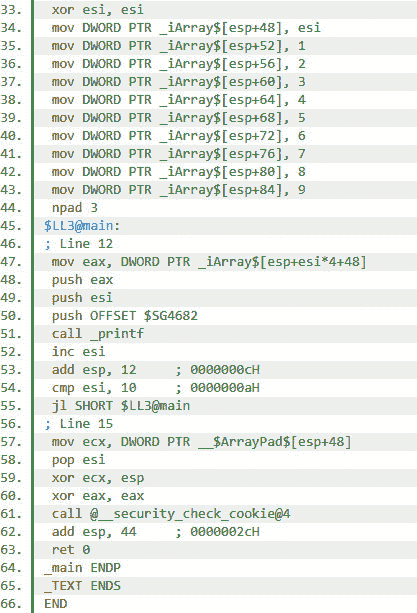 33. xor esi, esi
34. mov DWORD PTR _iArray$[esp+48], esi
35. mov DWORD PTR _iArray$[esp+52], 1
36. mov DWORD PTR _iArray$[esp+56], 2
37. mov DWORD PTR _iArray$[esp+60], 3
38. mov DWORD PTR _iArray$[esp+64], 4
39. mov DWORD PTR _iArray$[esp+68], 5
40. mov DWORD PTR _iArray$[esp+72], 6
41. mov DWORD PTR _iArray$[esp+76], 7
42. mov DWORD PTR _iArray$[esp+80], 8
43. mov DWORD PTR _iArray$[esp+84], 9
44. npad 3
45. $LL3@main:
46. ; Line 12
47. mov eax, DWORD PTR _iArray$[esp+esi*4+48]
48. push eax
49. push esi
50. push OFFSET $SG4682
51. call _printf
52. inc esi
53. add esp, 12 ; 0000000cH
54. cmp esi, 10 ; 0000000aH
55. jl SHORT $LL3@main
56. ; Line 15
57. mov ecx, DWORD PTR __$ArrayPad$[esp+48]
58. pop esi
59. xor ecx, esp
60. xor eax, eax
61. call @__security_check_cookie@4
62. add esp, 44 ; 0000002cH
63. ret 0
64. _main ENDP
65. _TEXT ENDS
66. END